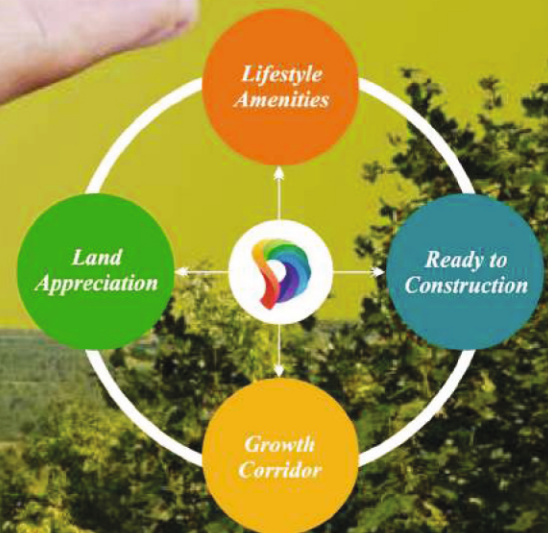 Lifestyle
Amenities
Land
Appreciation
Ready to
Construction
Growth
Corridor